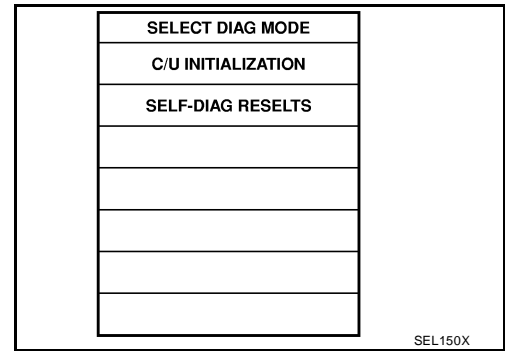 SELECT DIAG MODE
C/U INITIALIZATION
SELF-DIAG RESELTS
SEL150X